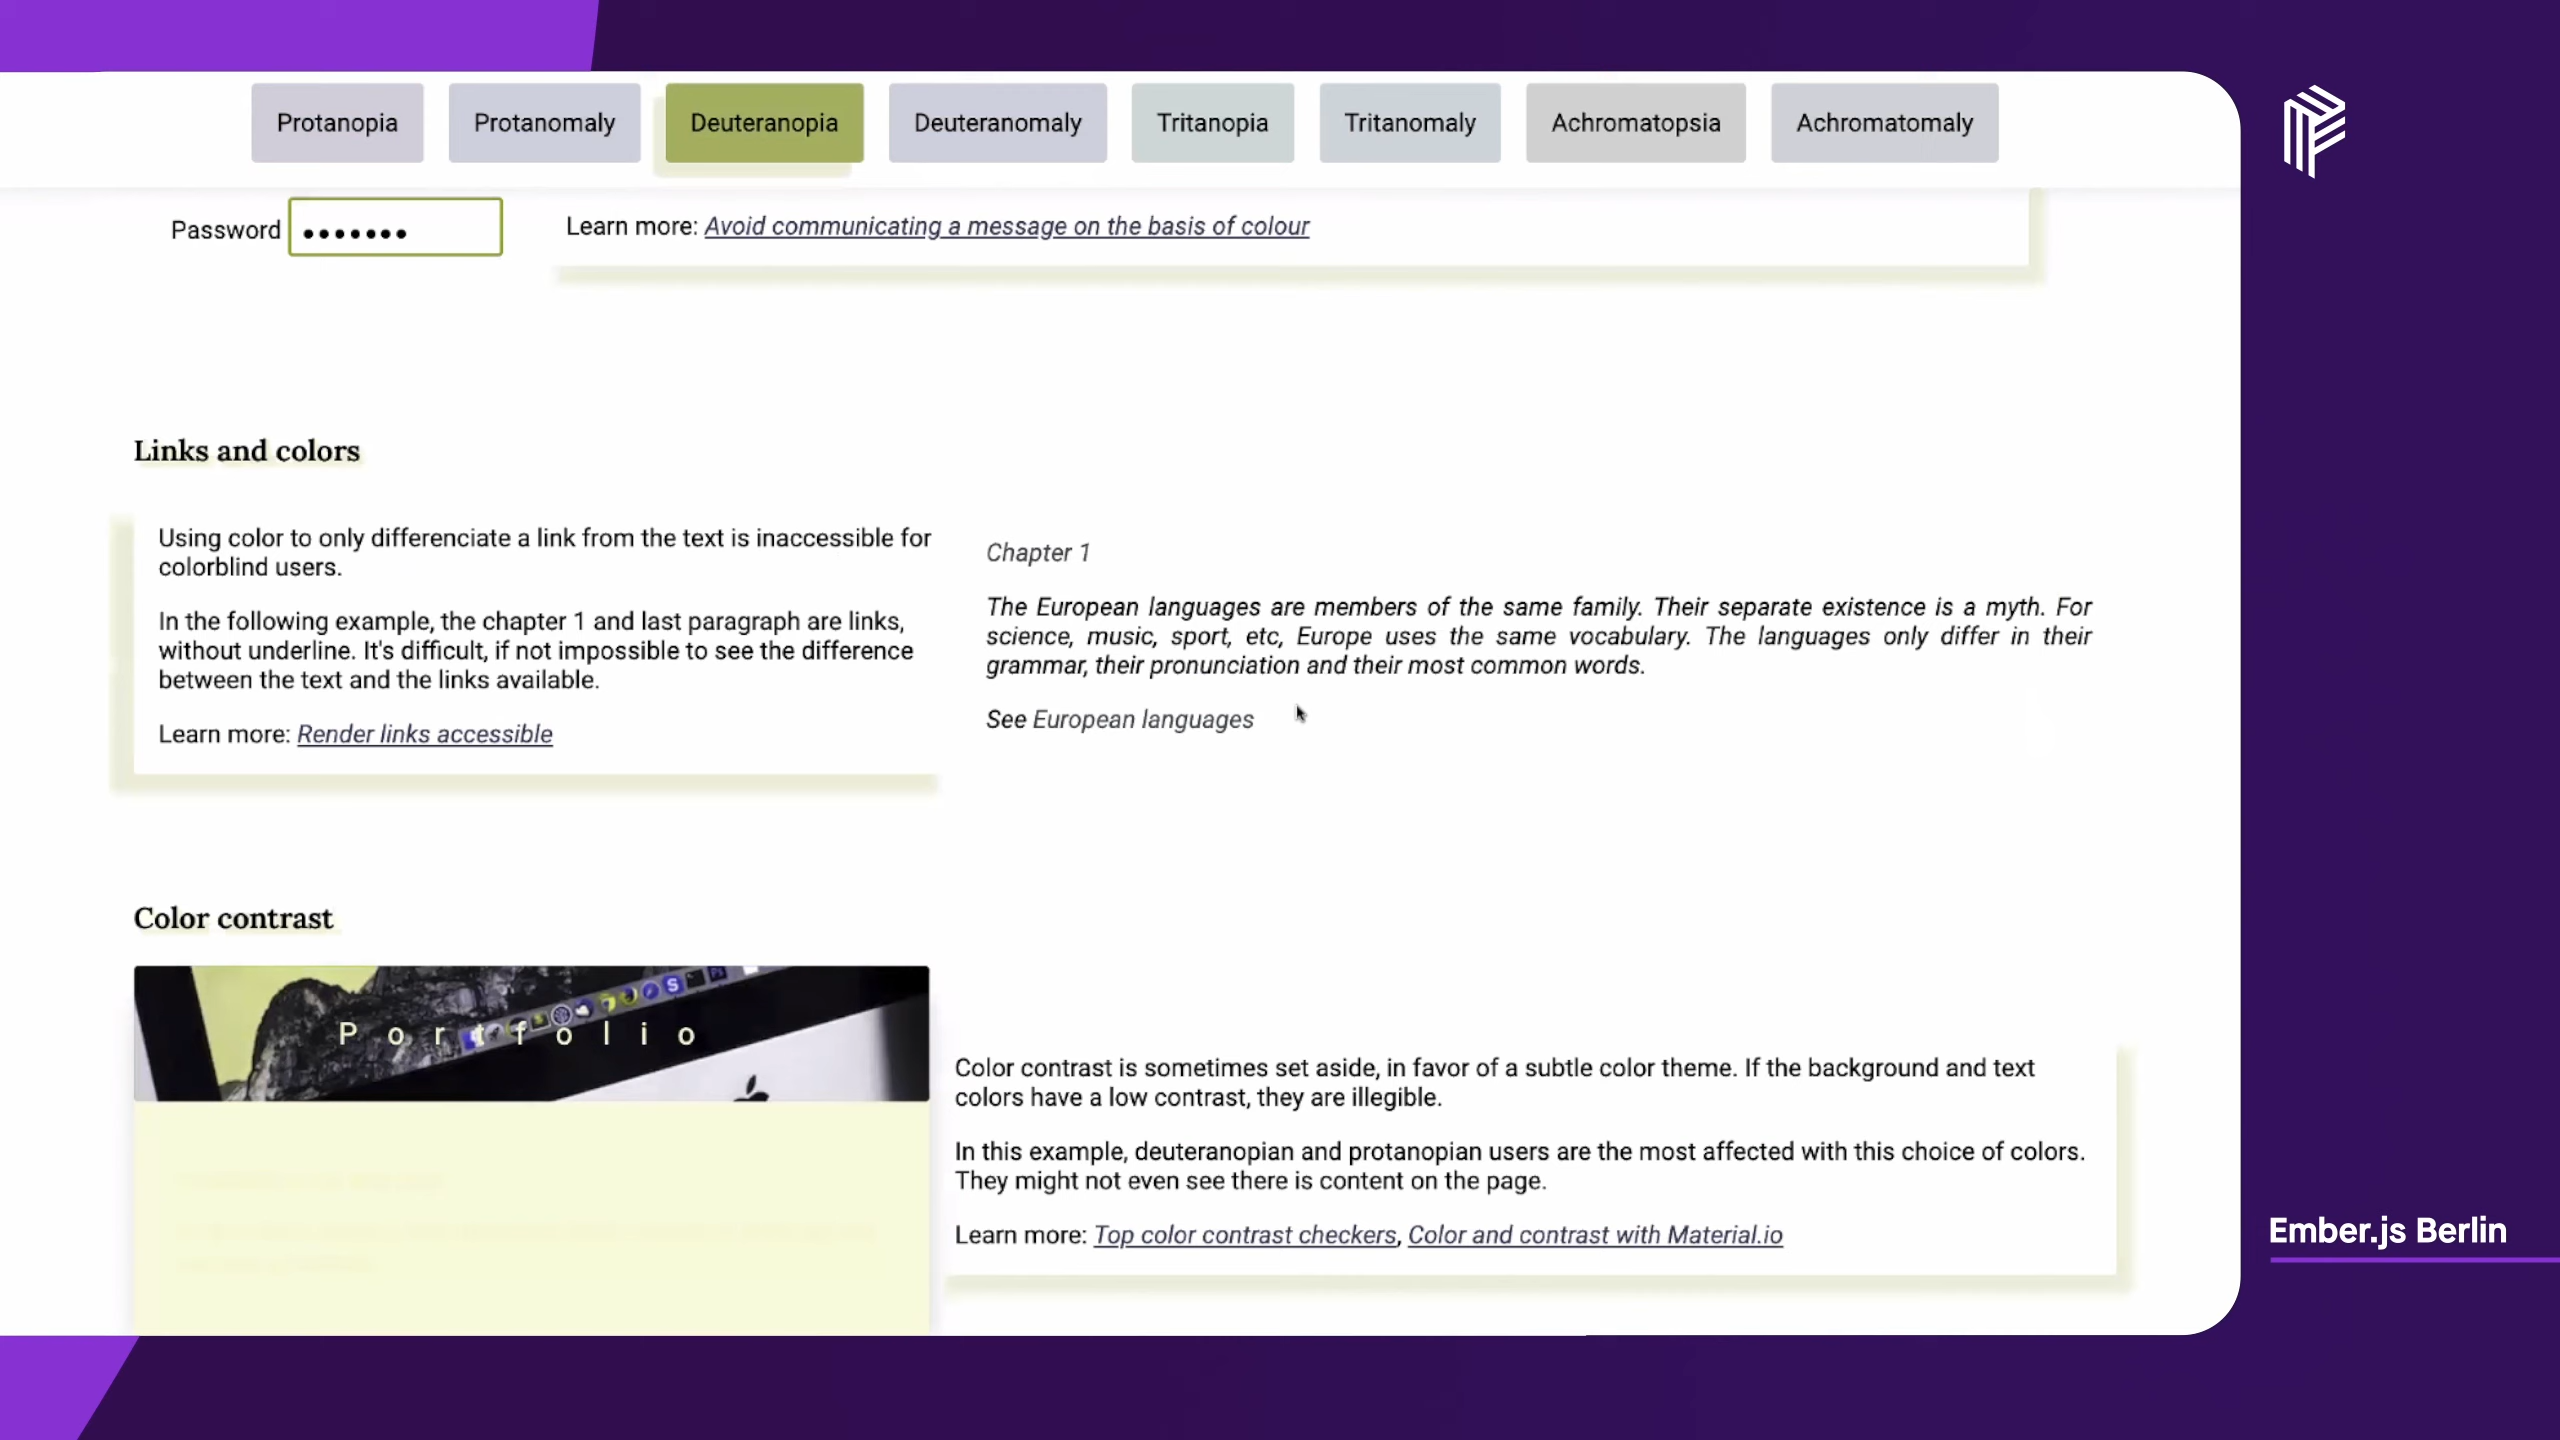 Protanopia
Protanomaly
Deuteranopia
Deuteranomaly
Tritanopia
Tritanomaly
Achromatopsia
Achromatomaly
Password
Learn more: Avoid communicating a message on the basis of colour
Links and colors
Using color to only differenciate a link from the text is inaccessible for
colorblind users.
In the following example, the chapter 1 and last paragraph are links,
without underline. It's difficult, if not impossible to see the difference
between the text and the links available.
Learn more: Render links accessible
Chapter 1
The European languages are members of the same family. Their separate existence is a myth. For
science, music, sport, etc, Europe uses the same vocabulary. The languages only differ in their
grammar, their pronunciation and their most common words.
See European languages
Color contrast
Portfolio
Color contrast is sometimes set aside, in favor of a subtle color theme. If the background and text
colors have a low contrast, they are illegible.
In this example, deuteranopian and protanopian users are the most affected with this choice of colors.
They might not even see there is content on the page.
Learn more: Top color contrast checkers, Color and contrast with Material.io
Ember.js Berlin